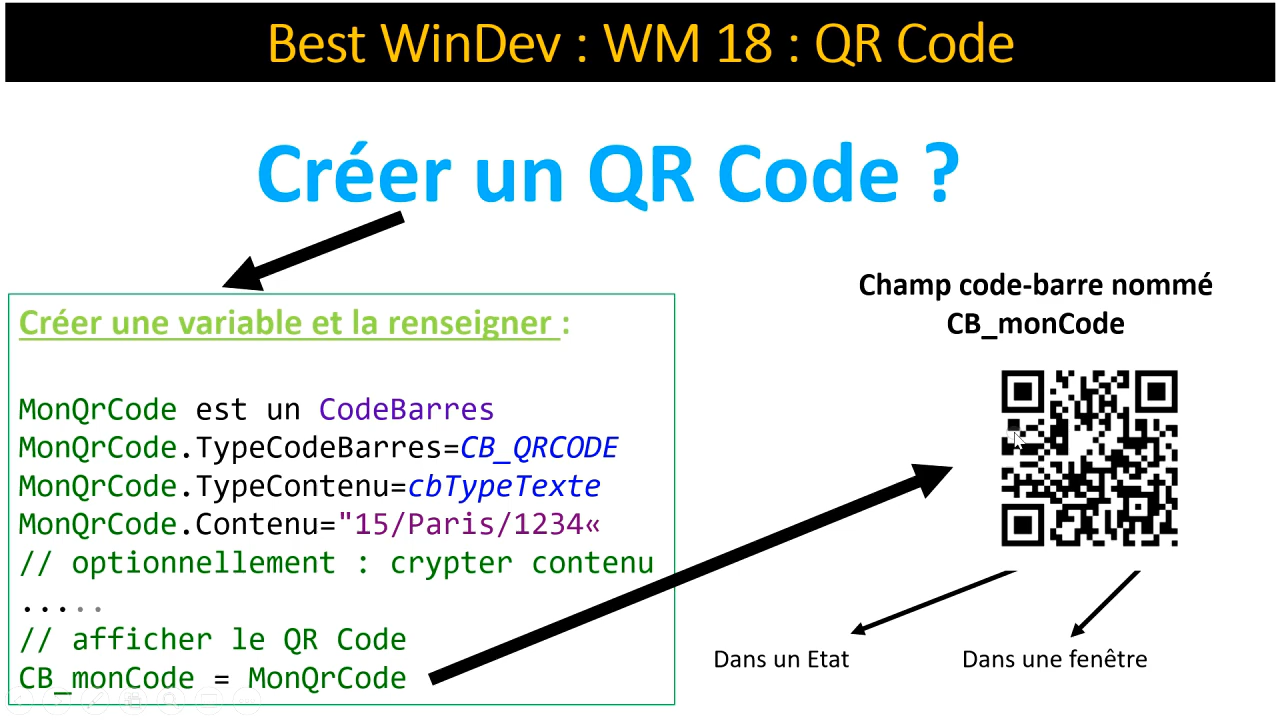 Best WinDev : WM 18 : QR Code
Créer un QR Code ?
Créer une variable et la renseigner :
MonQrCode est un CodeBarres
MonQrCode.TypeCodeBarres=CB_QRCODE
MonQrCode.TypeContenu=cbTypeTexte
MonQrCode.Contenu="15/Paris/1234«
// optionnellement : crypter contenu
.....
// afficher le QR Code
CB_monCode = MonQrCode
Champ code-barre nommé
CB_monCode
Dans un Etat
Dans une fenêtre